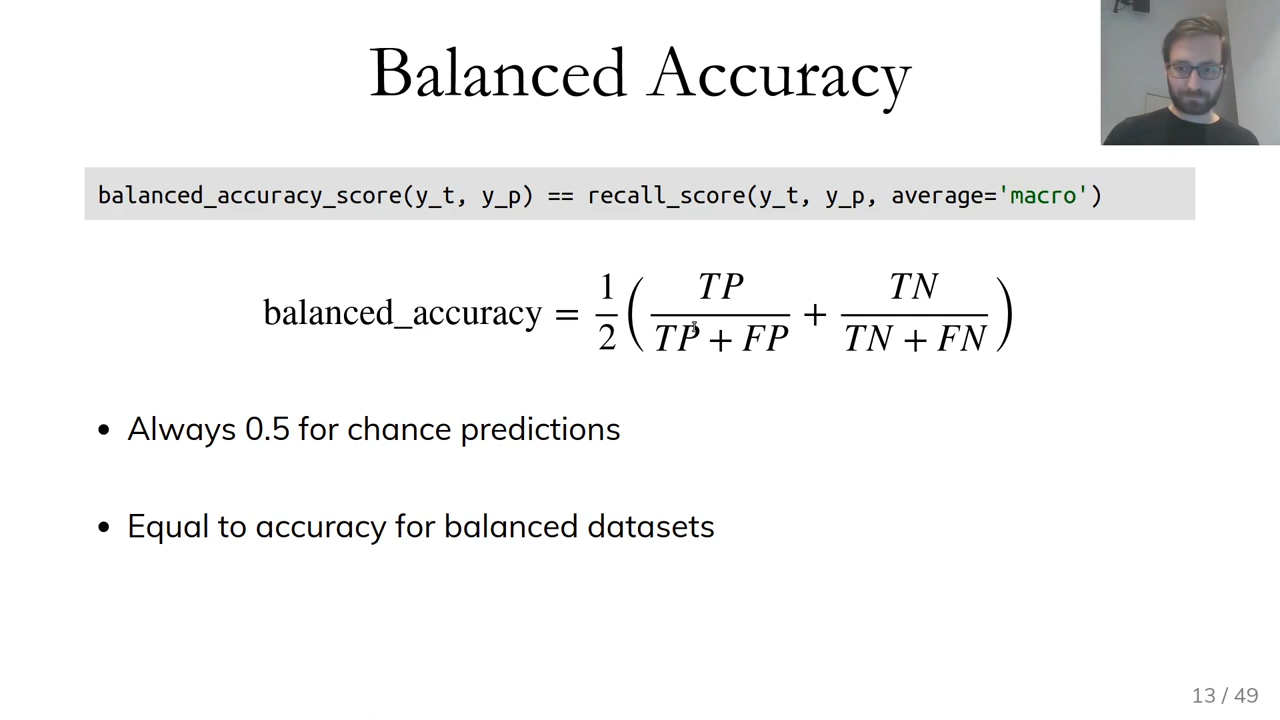 Balanced Accuracy
balanced_accuracy_score(y_t, y_p) == recall_score(y_t, y_p, average='macro')
balanced_accuracy = 1/2 ( TP/(TP + FP) + TN/(TN + FN) )
• Always 0.5 for chance predictions
• Equal to accuracy for balanced datasets
13 / 49